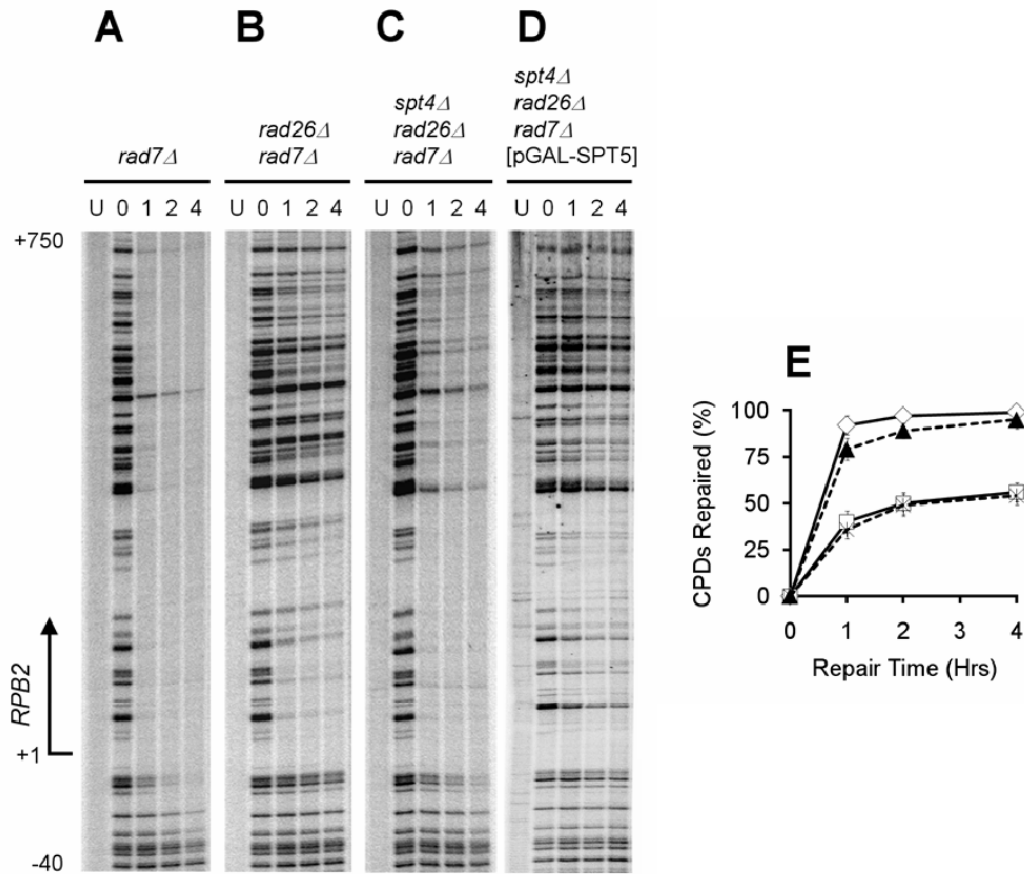 A B C D
rad7Δ
rad26Δ
rad7Δ
spt4Δ
rad26Δ
rad7Δ
spt4Δ
rad26Δ
rad7Δ
[pGAL-SPT5]
U 0 1 2 4 U 0 1 2 4 U 0 1 2 4 U 0 1 2 4
+750
RPB2
+1
-40
E
CPDs Repaired (%)
100
75
50
25
0
0 1 2 3 4
Repair Time (Hrs)